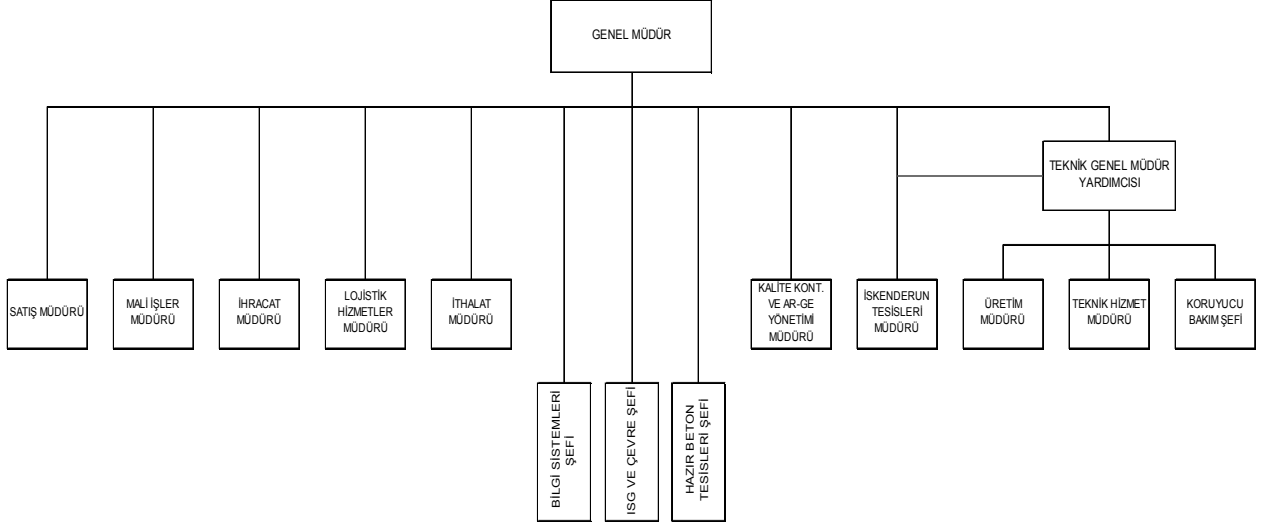 GENEL MÜDÜR
TEKNİK GENEL MÜDÜR
YARDIMCISI
SATIŞ MÜDÜRÜ
MALİ İŞLER
MÜDÜRÜ
İHRACAT
MÜDÜRÜ
LOJİSTİK
HİZMETLER
MÜDÜRÜ
İTHALAT
MÜDÜRÜ
KALİTE KONT.
VE AR-GE
YÖNETİMİ
MÜDÜRÜ
İSKENDERUN
TESİSLERİ
MÜDÜRÜ
ÜRETİM
MÜDÜRÜ
TEKNİK HİZMET
MÜDÜRÜ
KORUYUCU
BAKIM ŞEFİ
BİLGİ SİSTEMLERİ
ŞEFİ
ISG VE ÇEVRE ŞEFİ
HAZIR BETON
TESİSLERİ ŞEFİ